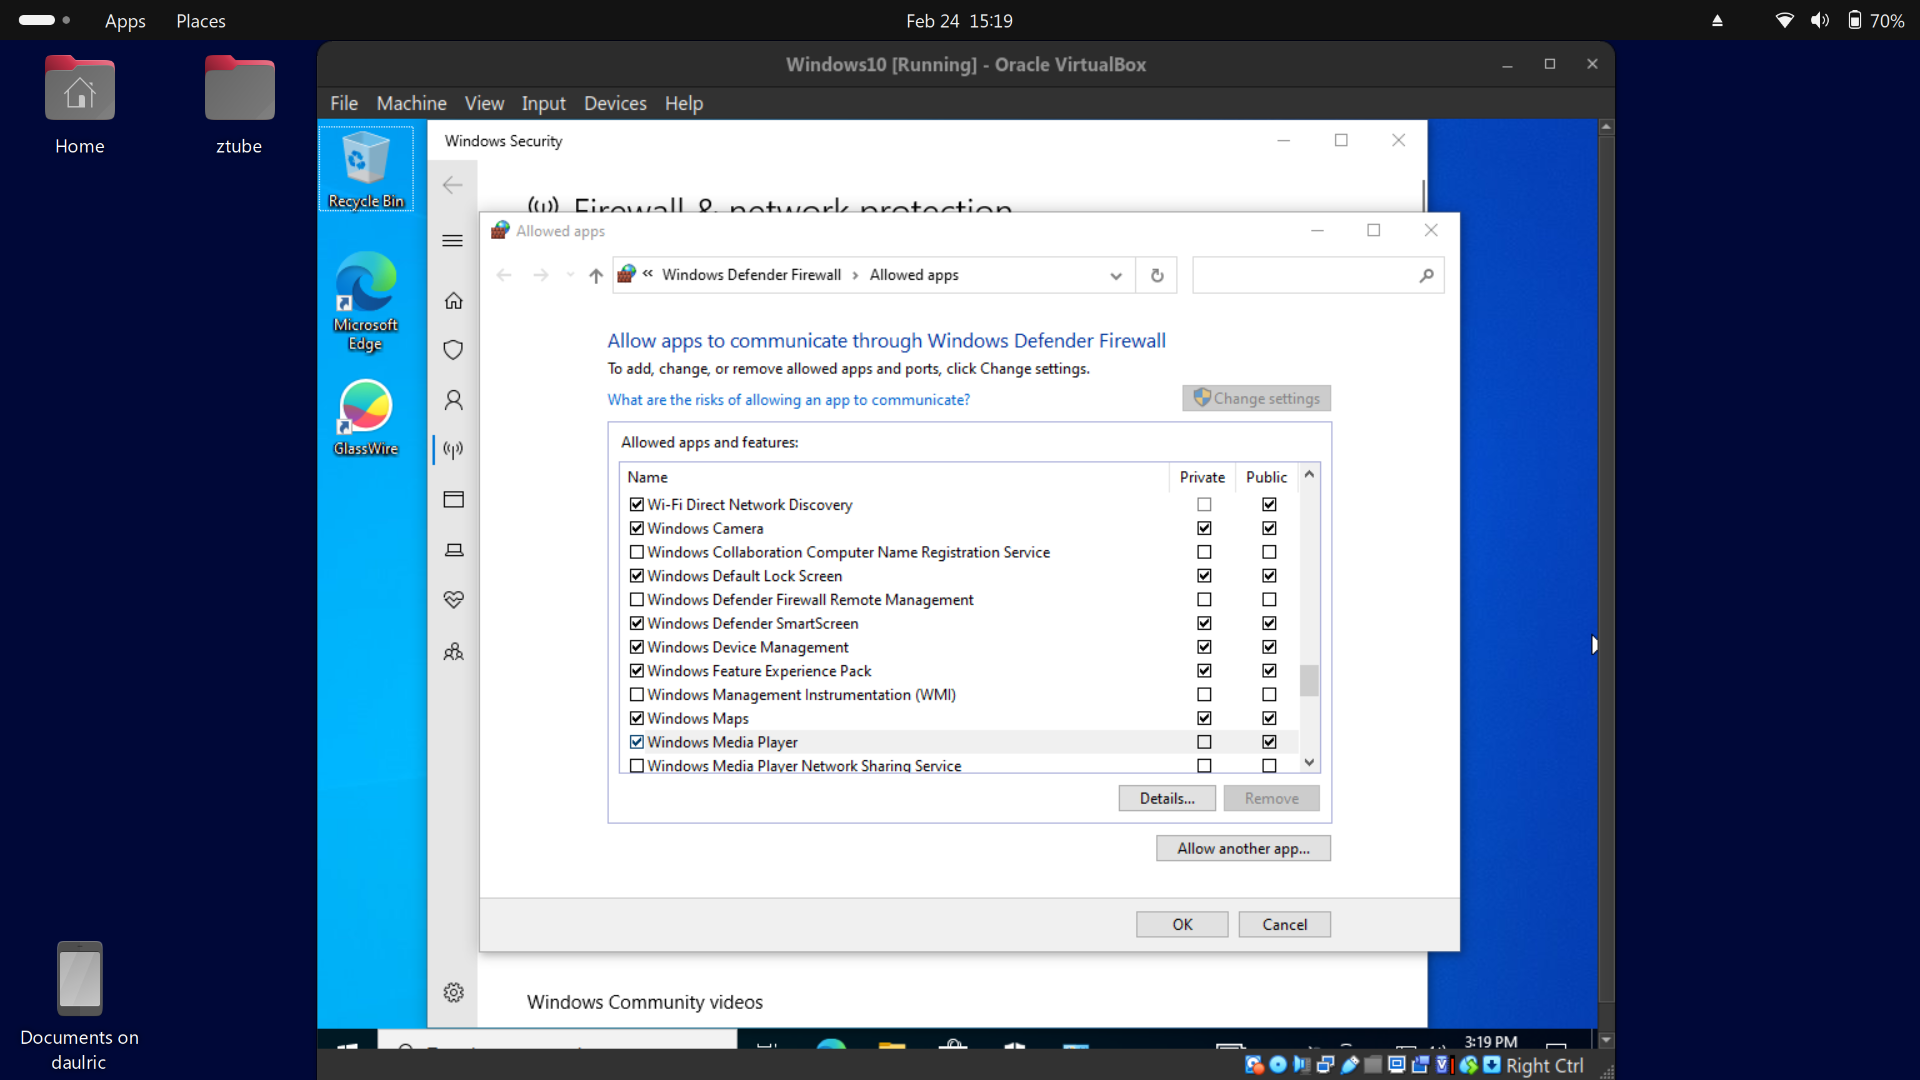 Apps Places Feb 24 15:19 70%
Home
ztube
Windows10 [Running] - Oracle VirtualBox
File Machine View Input Devices Help
Recycle Bin
Microsoft
Edge
GlassWire
Windows Security
Firewall & network protection
Allowed apps
« Windows Defender Firewall › Allowed apps
Allow apps to communicate through Windows Defender Firewall
To add, change, or remove allowed apps and ports, click Change settings.
What are the risks of allowing an app to communicate?
Change settings
Allowed apps and features:
Name Private Public
Wi-Fi Direct Network Discovery
Windows Camera
Windows Collaboration Computer Name Registration Service
Windows Default Lock Screen
Windows Defender Firewall Remote Management
Windows Defender SmartScreen
Windows Device Management
Windows Feature Experience Pack
Windows Management Instrumentation (WMI)
Windows Maps
Windows Media Player
Windows Media Player Network Sharing Service
Details... Remove
Allow another app...
OK Cancel
Windows Community videos
3:19 PM
Right Ctrl
Documents on
daulric